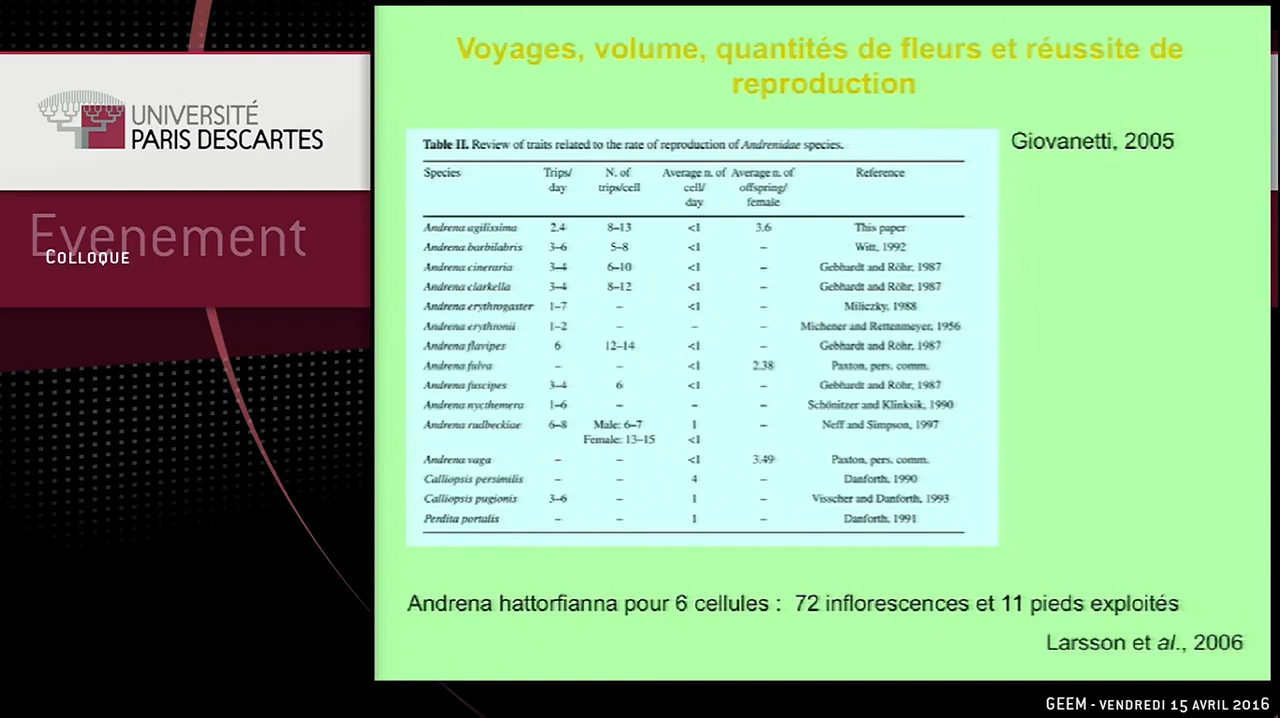 UNIVERSITÉ
PARIS DESCARTES
Evenement
COLLOQUE
Voyages, volume, quantités de fleurs et réussite de
reproduction
Giovanetti, 2005
Table II. Review of traits related to the rate of reproduction of Andrenidae species.
Species Trips/ N. of Average n. of Average n. of Reference
day trips/cell cell/ offspring/
day female
Andrena agilissima 2.4 8–13 <1 3.6 This paper
Andrena barbilabris 3–6 5–8 <1 – Witt, 1992
Andrena cineraria 3–4 6–10 <1 – Gebhardt and Röhr, 1987
Andrena clarkella 3–4 8–12 <1 – Gebhardt and Röhr, 1987
Andrena erythrogaster 1–7 – <1 – Miliczky, 1988
Andrena erythronii 1–2 – – – Michener and Rettenmeyer, 1956
Andrena flavipes 6 12–14 <1 – Gebhardt and Röhr, 1987
Andrena fulva – – <1 2.38 Paxton, pers. comm.
Andrena fuscipes 3–4 6 <1 – Gebhardt and Röhr, 1987
Andrena nycthemera 1–6 – – – Schönitzer and Klinksik, 1990
Andrena rudbeckiae 6–8 Male: 6–7 1 – Neff and Simpson, 1997
Female: 13–15 <1
Andrena vaga – – <1 3.49 Paxton, pers. comm.
Calliopsis persimilis – – 4 – Danforth, 1990
Calliopsis pugionis 3–6 – 1 – Visscher and Danforth, 1993
Perdita portalis – – 1 – Danforth, 1991
Andrena hattorfianna pour 6 cellules : 72 inflorescences et 11 pieds exploités
Larsson et al., 2006
GEEM - VENDREDI 15 AVRIL 2016